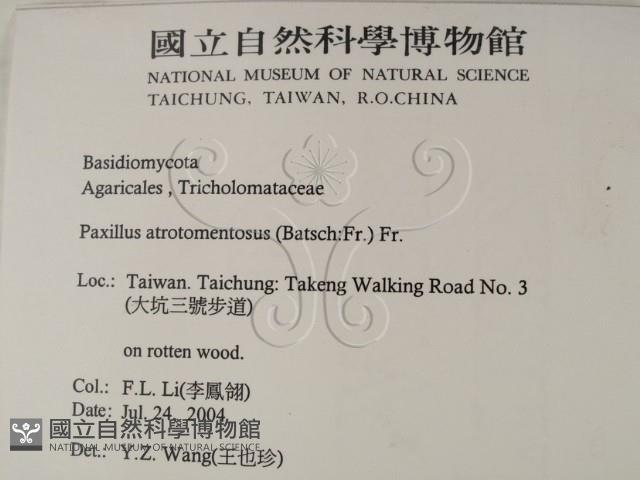 國立自然科學博物館
NATIONAL MUSEUM OF NATURAL SCIENCE
TAICHUNG, TAIWAN, R.O.CHINA
Basidiomycota
Agaricales , Tricholomataceae
Paxillus atrotomentosus (Batsch:Fr.) Fr.
Loc.: Taiwan. Taichung: Takeng Walking Road No. 3
(大坑三號步道)
on rotten wood.
Col.: F.L. Li(李鳳翎)
Date: Jul. 24, 2004
國立自然科學博物館
NATIONAL MUSEUM OF NATURAL SCIENCE
Det.: Y.Z. Wang(王也珍)